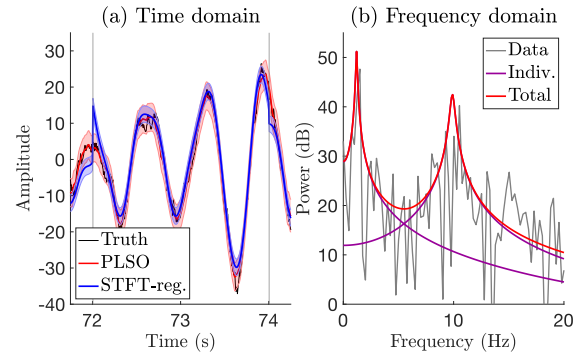 (a) Time domain
(b) Frequency domain
Amplitude
30
20
10
0
-10
-20
-30
-40
Truth
PLSO
STFT-reg.
72
73
74
Time (s)
Power (dB)
60
50
40
30
20
10
0
Data
Indiv.
Total
0
10
20
Frequency (Hz)